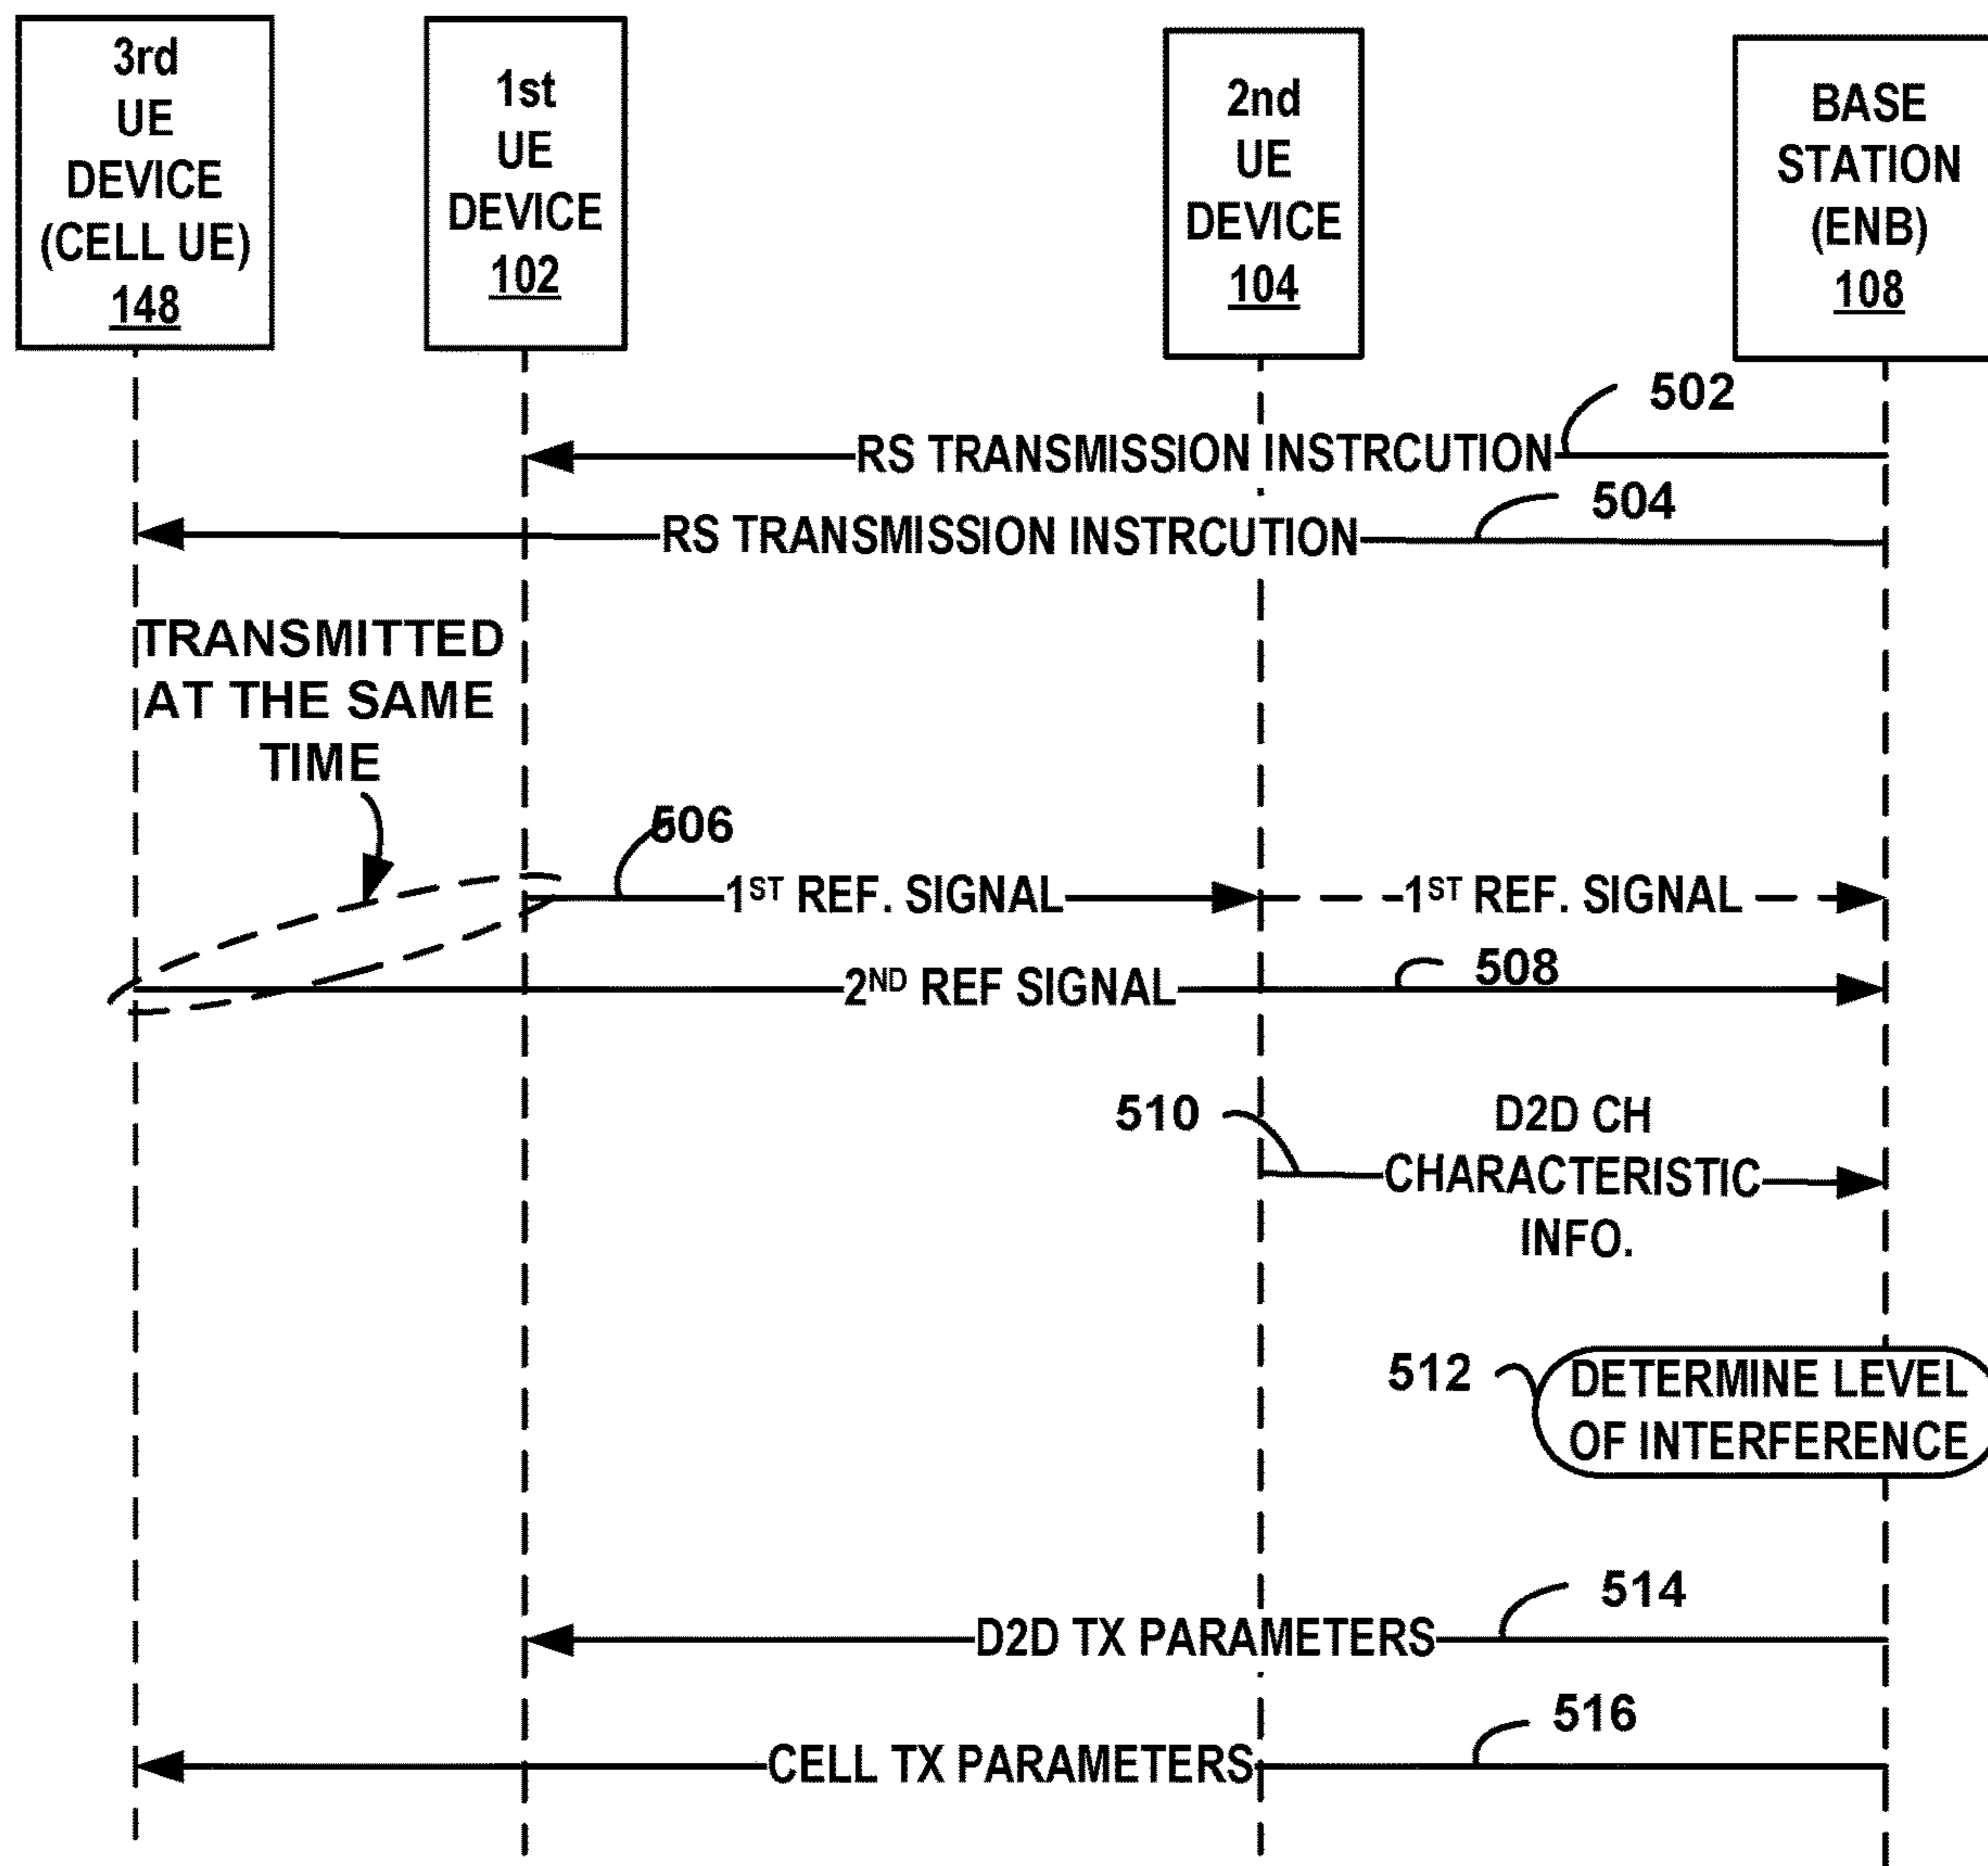 3rd
UE
DEVICE
(CELL UE)
148
1st
UE
DEVICE
102
2nd
UE
DEVICE
104
BASE
STATION
(ENB)
108
502
RS TRANSMISSION INSTRCUTION
504
RS TRANSMISSION INSTRCUTION
TRANSMITTED
AT THE SAME
TIME
506
1ST REF. SIGNAL
1ST REF. SIGNAL
508
2ND REF SIGNAL
510
D2D CH
CHARACTERISTIC
INFO.
512
DETERMINE LEVEL
OF INTERFERENCE
514
D2D TX PARAMETERS
516
CELL TX PARAMETERS